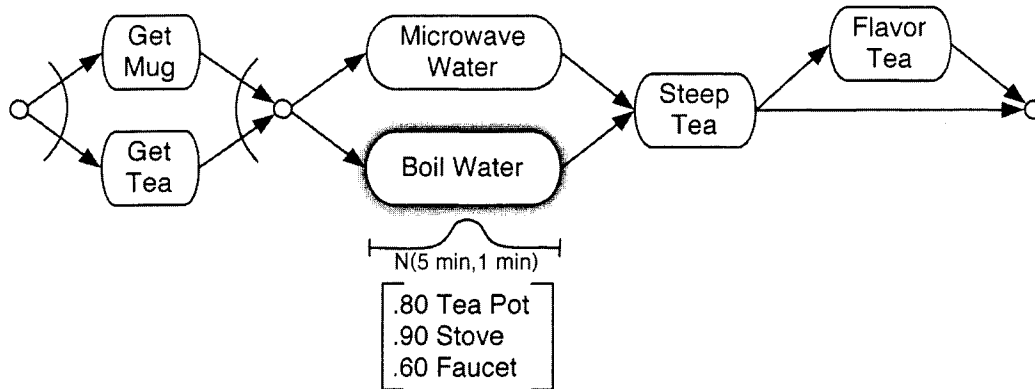 Get
Mug
Get
Tea
Microwave
Water
Boil Water
N(5 min,1 min)
.80 Tea Pot
.90 Stove
.60 Faucet
Steep
Tea
Flavor
Tea